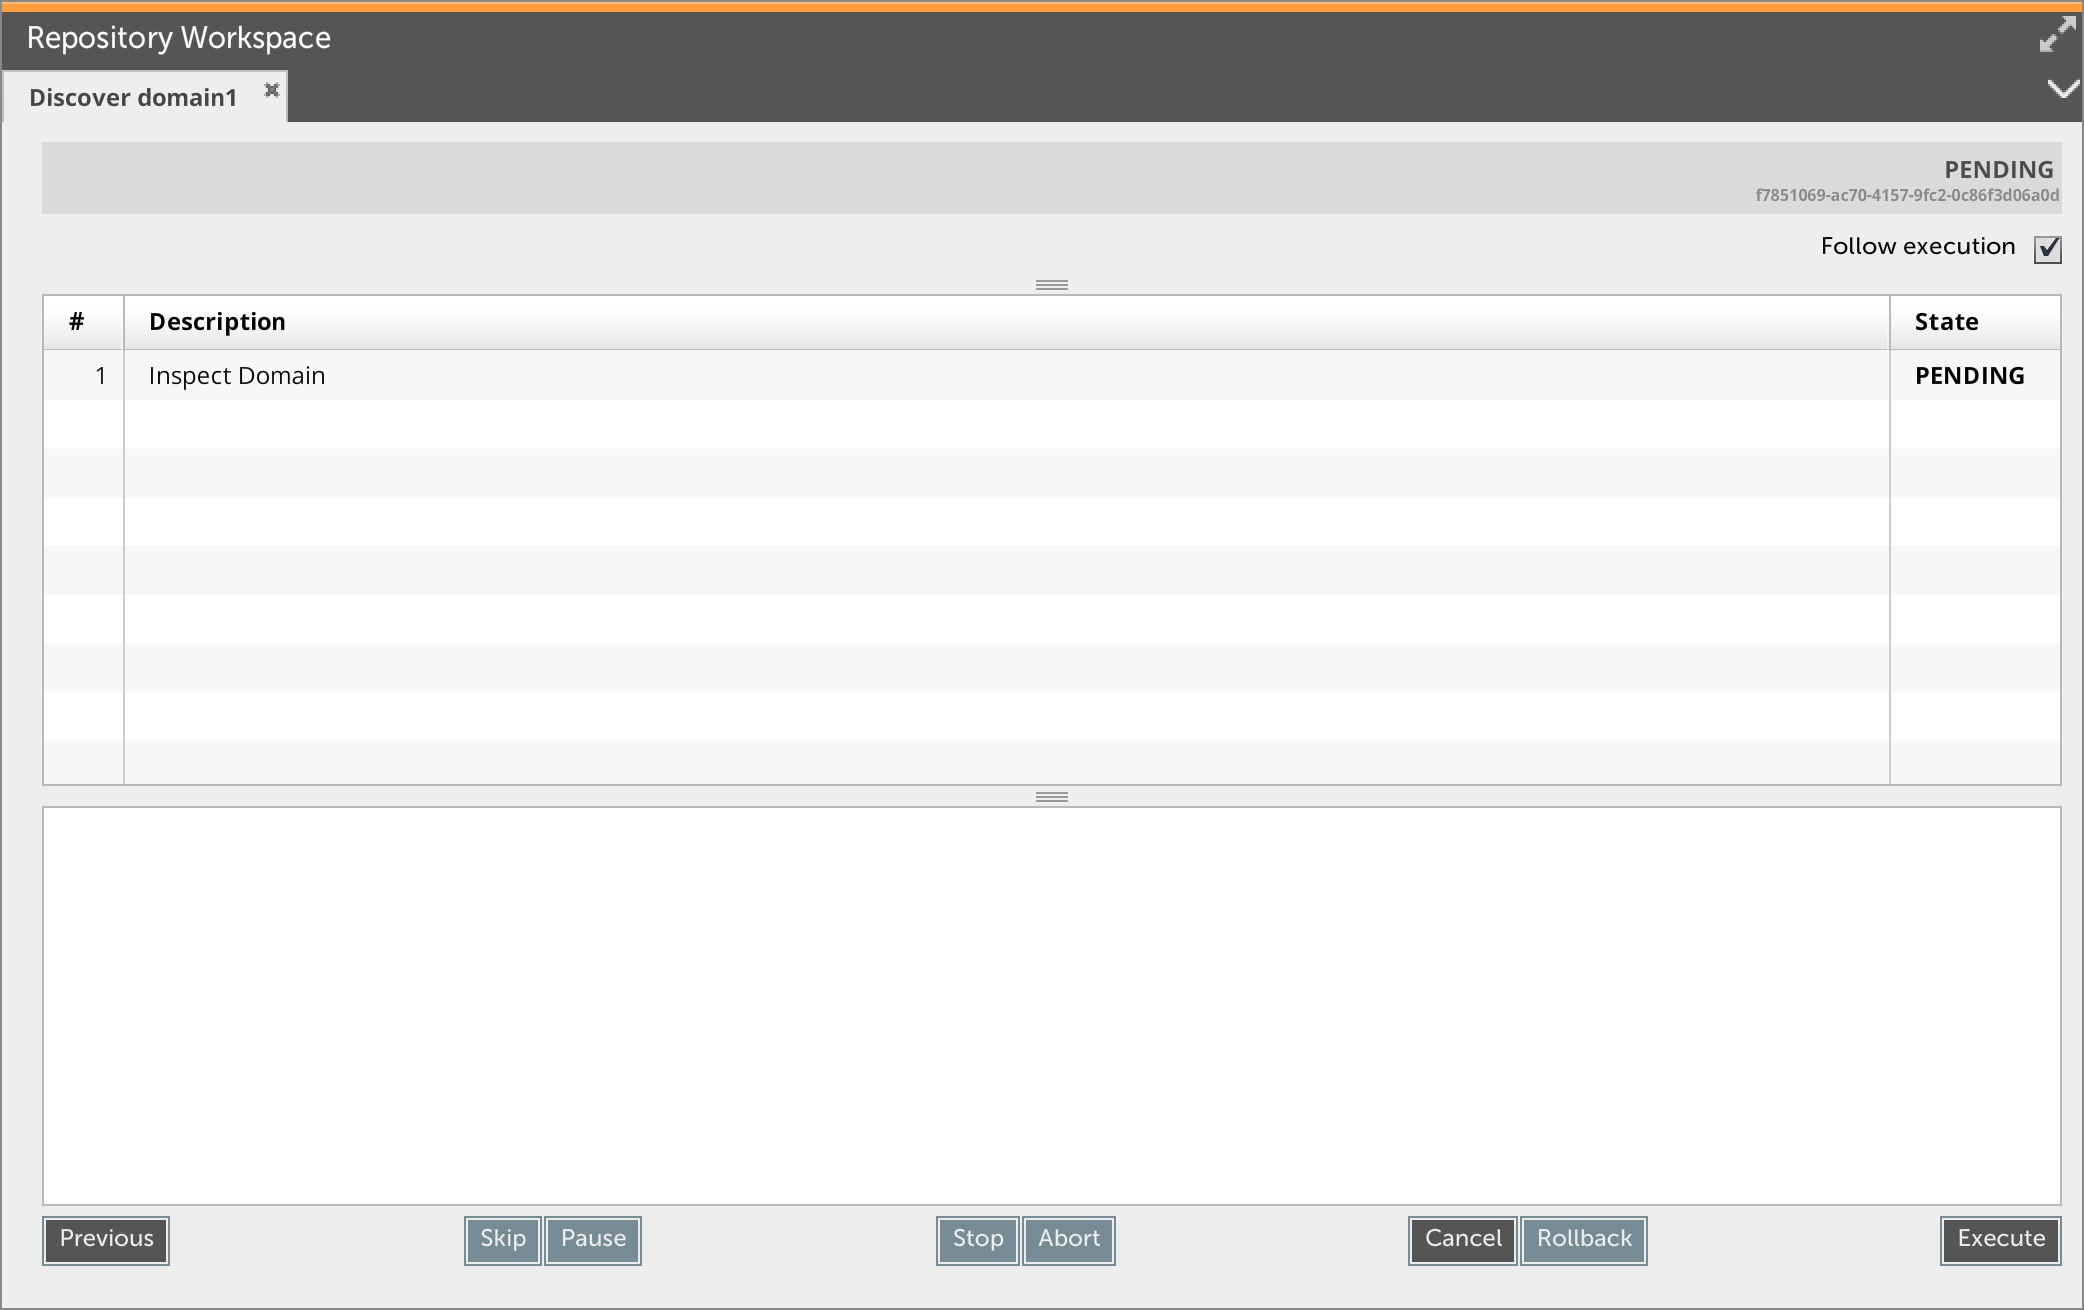 Repository Workspace
Discover domain1
PENDING
f7851069-ac70-4157-9fc2-0c86f3d06a0d
Follow execution
# Description State
1 Inspect Domain PENDING
Previous Skip Pause Stop Abort Cancel Rollback Execute